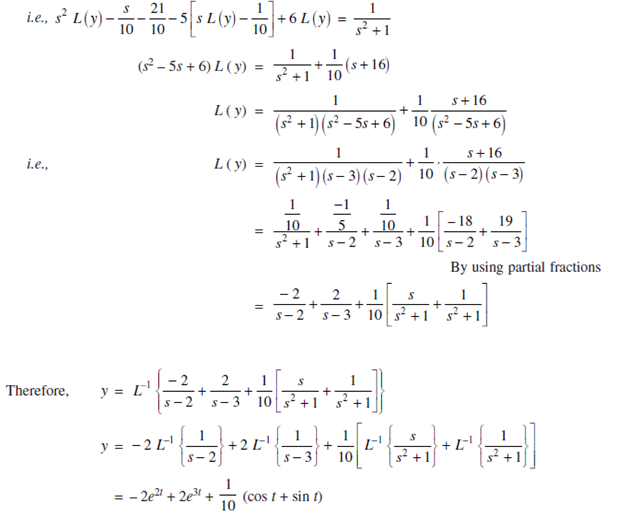 i.e., s² L(y) – s/10 – 21/10 – 5[s L(y) – 1/10] + 6 L(y) = 1/(s² + 1)
(s² – 5s + 6) L (y) = 1/(s² + 1) + 1/10 (s + 16)
L (y) = 1/((s² + 1)(s² – 5s + 6)) + 1/10 (s + 16)/(s² – 5s + 6)
i.e., L (y) = 1/((s² + 1)(s – 3)(s – 2)) + 1/10 · (s + 16)/((s – 2)(s – 3))
= (1/10)/(s² + 1) + (–1/5)/(s – 2) + (1/10)/(s – 3) + 1/10 [– 18/(s – 2) + 19/(s – 3)]
By using partial fractions
= – 2/(s – 2) + 2/(s – 3) + 1/10 [s/(s² + 1) + 1/(s² + 1)]
Therefore, y = L⁻¹ {– 2/(s – 2) + 2/(s – 3) + 1/10 [s/(s² + 1) + 1/(s² + 1)]}
y = – 2 L⁻¹ {1/(s – 2)} + 2 L⁻¹ {1/(s – 3)} + 1/10 [L⁻¹ {s/(s² + 1)} + L⁻¹ {1/(s² + 1)}]
= – 2e²ᵗ + 2e³ᵗ + 1/10 (cos t + sin t)